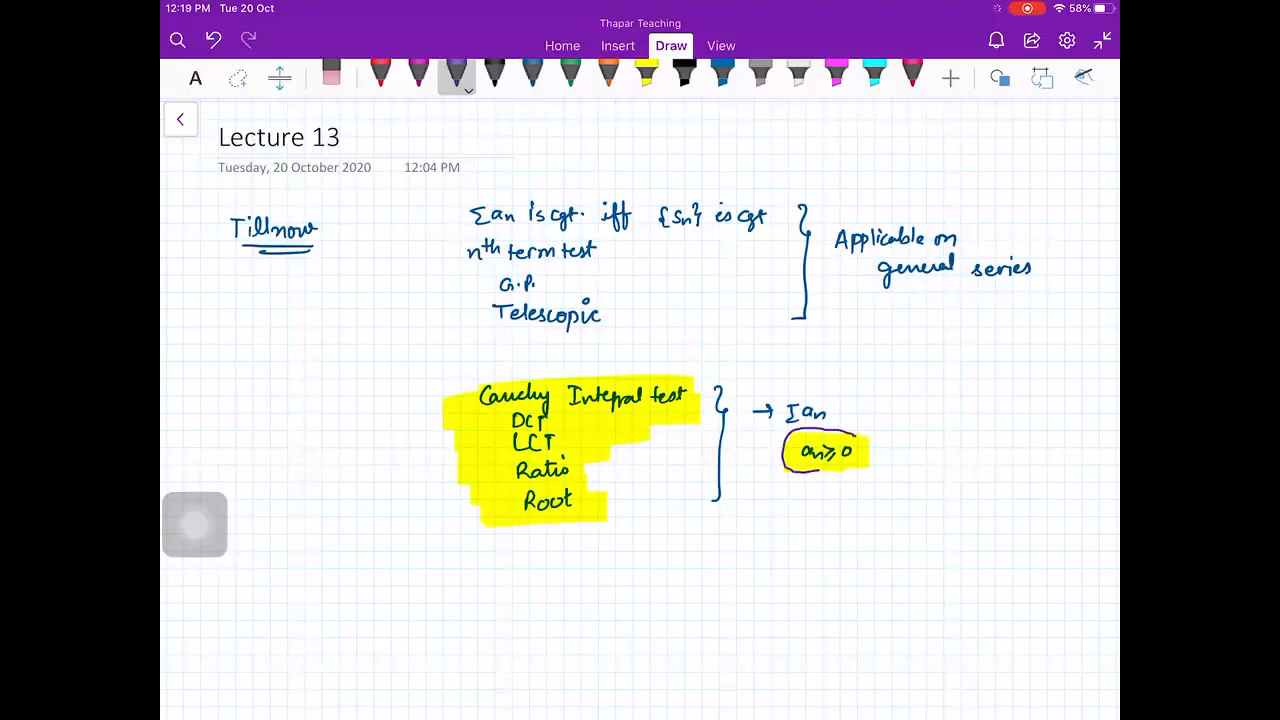 12:19 PM Tue 20 Oct
58%
Thapar Teaching
Home Insert Draw View
A
Lecture 13
Tuesday, 20 October 2020 12:04 PM
Till now
Σan is cgt. iff {Sn} is cgt
nth term test
G.P.
Telescopic
Applicable on
general series
Cauchy Integral test
DCT
LCT
Ratio
Root
→ Σan
an ≥ 0